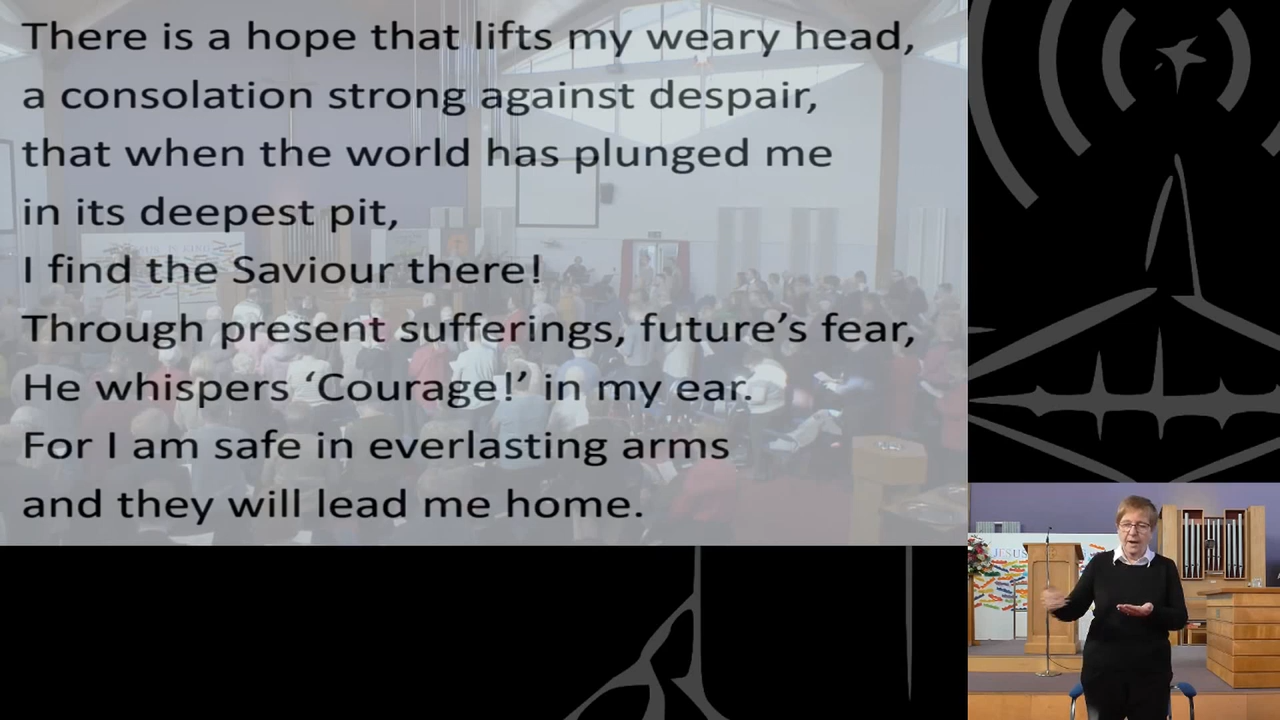 There is a hope that lifts my weary head,
a consolation strong against despair,
that when the world has plunged me
in its deepest pit,
I find the Saviour there!
Through present sufferings, future’s fear,
He whispers ‘Courage!’ in my ear.
For I am safe in everlasting arms
and they will lead me home.
JESUS